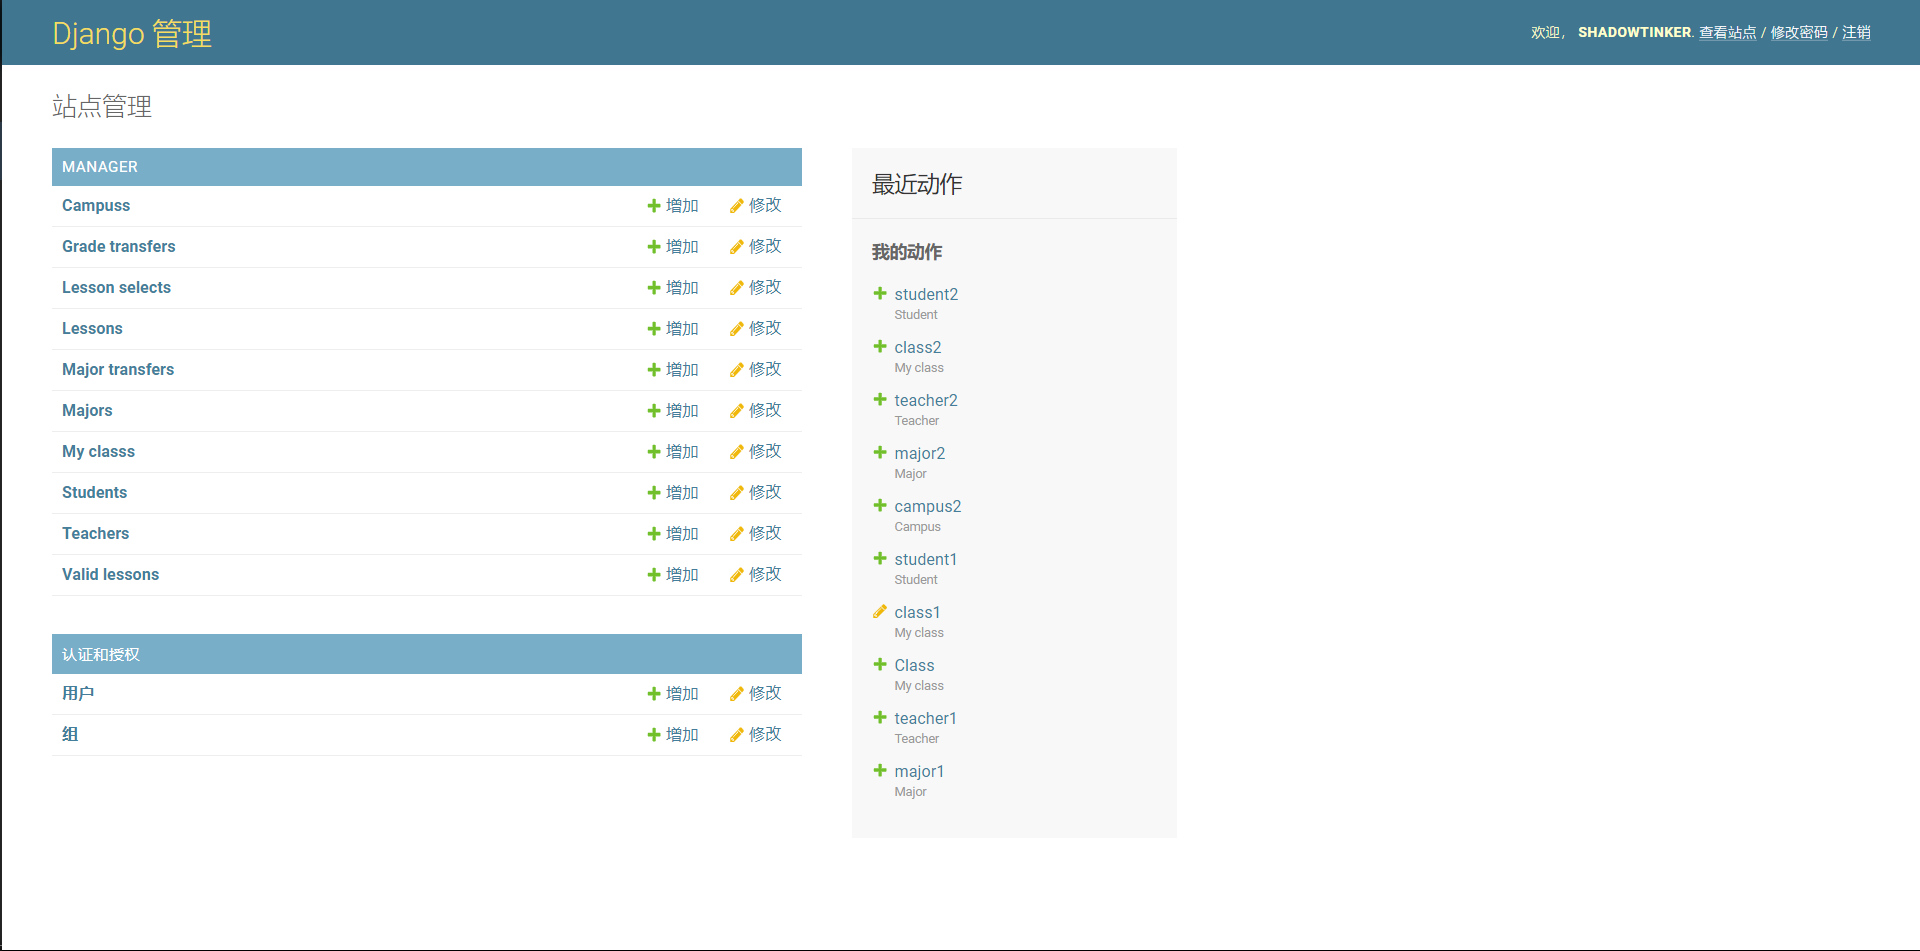 Django 管理
欢迎， SHADOWTINKER. 查看站点 / 修改密码 / 注销
站点管理
MANAGER
Campuss 增加 修改
Grade transfers 增加 修改
Lesson selects 增加 修改
Lessons 增加 修改
Major transfers 增加 修改
Majors 增加 修改
My classs 增加 修改
Students 增加 修改
Teachers 增加 修改
Valid lessons 增加 修改
认证和授权
用户 增加 修改
组 增加 修改
最近动作
我的动作
student2
Student
class2
My class
teacher2
Teacher
major2
Major
campus2
Campus
student1
Student
class1
My class
Class
My class
teacher1
Teacher
major1
Major